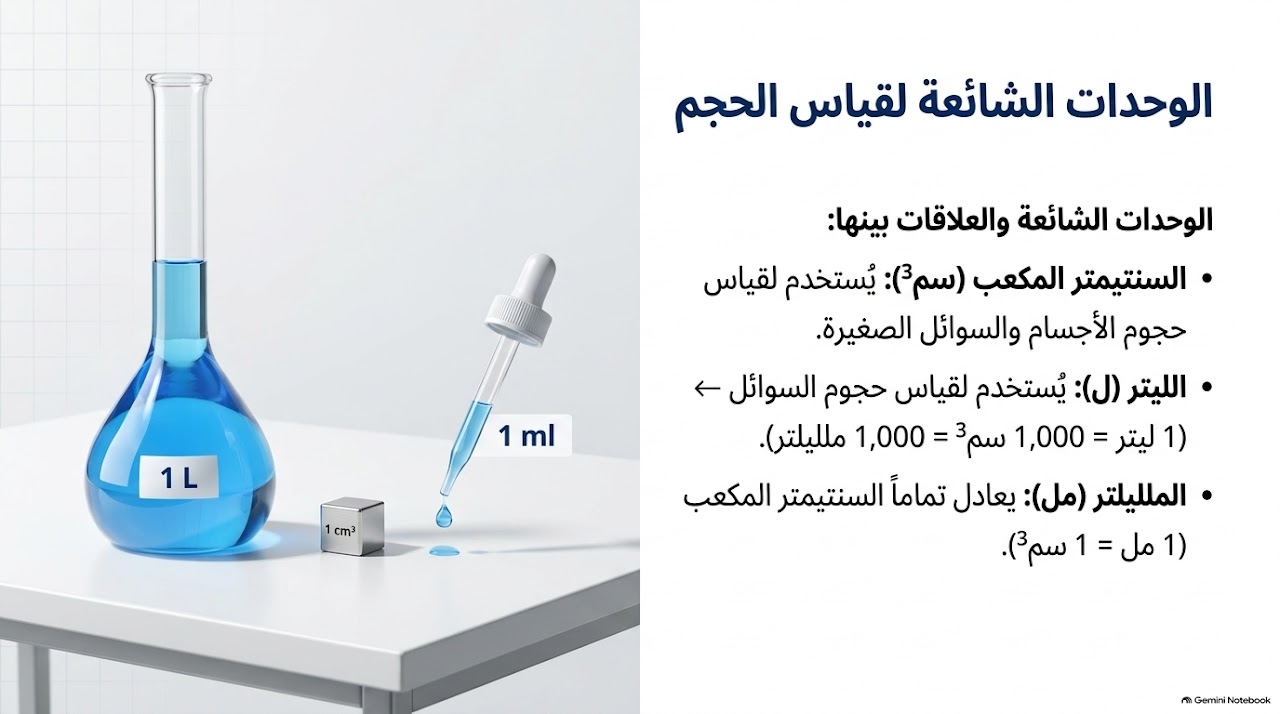 الوحدات الشائعة لقياس الحجم
الوحدات الشائعة والعلاقات بينها:
• السنتيمتر المكعب (سم³): يُستخدم لقياس
حجوم الأجسام والسوائل الصغيرة.
• الليتر (ل): يُستخدم لقياس حجوم السوائل ←
(1 ليتر = 1,000 سم³ = 1,000 ملليلتر).
• الملليلتر (مل): يعادل تماماً السنتيمتر المكعب
(1 مل = 1 سم³).
1 L
1 cm³
1 ml
Gemini Notebook